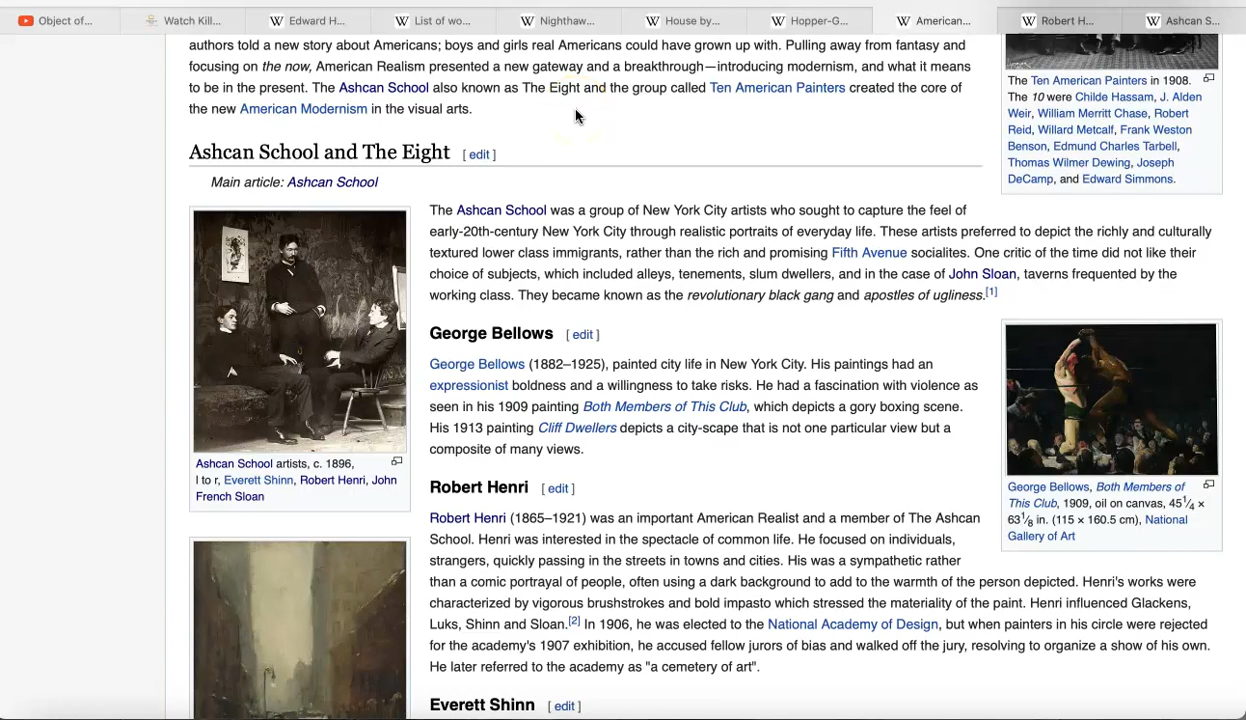 Object of...
Watch Kill...
Edward H...
List of wo...
Nighthaw...
House by...
Hopper-G...
American...
Robert H...
Ashcan S...
authors told a new story about Americans; boys and girls real Americans could have grown up with. Pulling away from fantasy and
focusing on the now, American Realism presented a new gateway and a breakthrough—introducing modernism, and what it means
to be in the present. The Ashcan School also known as The Eight and the group called Ten American Painters created the core of
the new American Modernism in the visual arts.
The Ten American Painters in 1908.
The 10 were Childe Hassam, J. Alden
Weir, William Merritt Chase, Robert
Reid, Willard Metcalf, Frank Weston
Benson, Edmund Charles Tarbell,
Thomas Wilmer Dewing, Joseph
DeCamp, and Edward Simmons.
Ashcan School and The Eight [ edit ]
Main article: Ashcan School
The Ashcan School was a group of New York City artists who sought to capture the feel of
early-20th-century New York City through realistic portraits of everyday life. These artists preferred to depict the richly and culturally
textured lower class immigrants, rather than the rich and promising Fifth Avenue socialites. One critic of the time did not like their
choice of subjects, which included alleys, tenements, slum dwellers, and in the case of John Sloan, taverns frequented by the
working class. They became known as the revolutionary black gang and apostles of ugliness.[1]
Ashcan School artists, c. 1896,
l to r, Everett Shinn, Robert Henri, John
French Sloan
George Bellows [ edit ]
George Bellows (1882–1925), painted city life in New York City. His paintings had an
expressionist boldness and a willingness to take risks. He had a fascination with violence as
seen in his 1909 painting Both Members of This Club, which depicts a gory boxing scene.
His 1913 painting Cliff Dwellers depicts a city-scape that is not one particular view but a
composite of many views.
George Bellows, Both Members of
This Club, 1909, oil on canvas, 45 1⁄4 ×
63 1⁄8 in. (115 × 160.5 cm), National
Gallery of Art
Robert Henri [ edit ]
Robert Henri (1865–1921) was an important American Realist and a member of The Ashcan
School. Henri was interested in the spectacle of common life. He focused on individuals,
strangers, quickly passing in the streets in towns and cities. His was a sympathetic rather
than a comic portrayal of people, often using a dark background to add to the warmth of the person depicted. Henri's works were
characterized by vigorous brushstrokes and bold impasto which stressed the materiality of the paint. Henri influenced Glackens,
Luks, Shinn and Sloan.[2] In 1906, he was elected to the National Academy of Design, but when painters in his circle were rejected
for the academy's 1907 exhibition, he accused fellow jurors of bias and walked off the jury, resolving to organize a show of his own.
He later referred to the academy as "a cemetery of art".
Everett Shinn [ edit ]